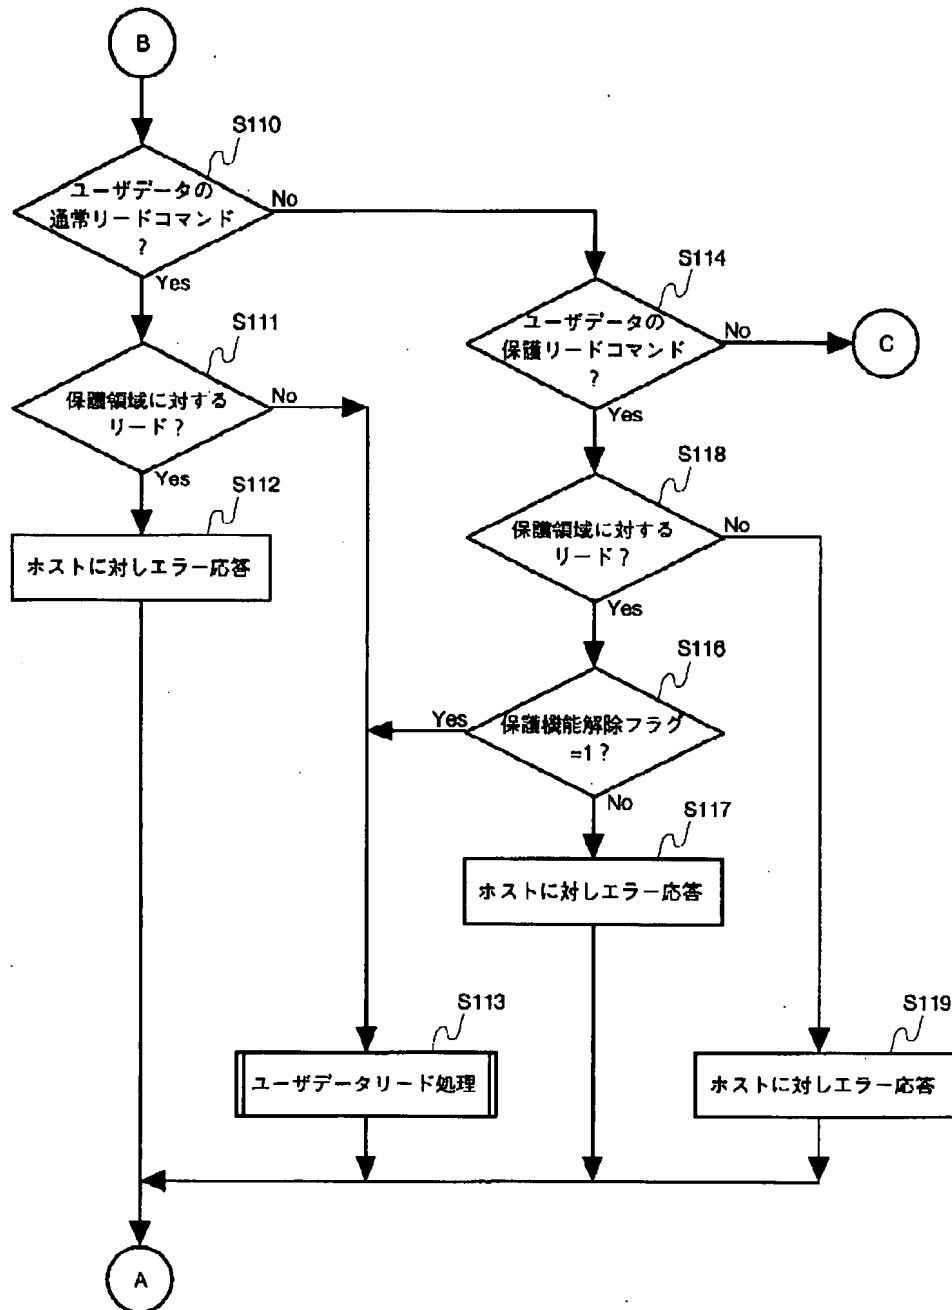 B
S110
ユーザデータの
通常リードコマンド
?
No
Yes
S114
ユーザデータの
保護リードコマンド
?
No
C
Yes
S111
保護領域に対する
リード?
No
Yes
S112
ホストに対しエラー応答
S118
保護領域に対する
リード?
No
Yes
S116
保護機能解除フラグ
=1?
Yes
No
S117
ホストに対しエラー応答
S113
ユーザデータリード処理
S119
ホストに対しエラー応答
A